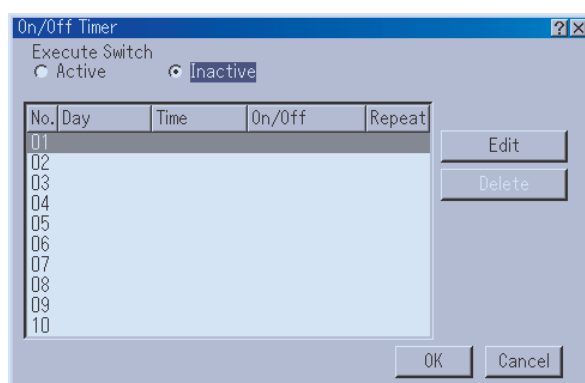 On/Off Timer ? ×
Execute Switch
Active Inactive
No. Day Time On/Off Repeat
01
Edit
02
03
Delete
04
05
06
07
08
09
10
OK Cancel